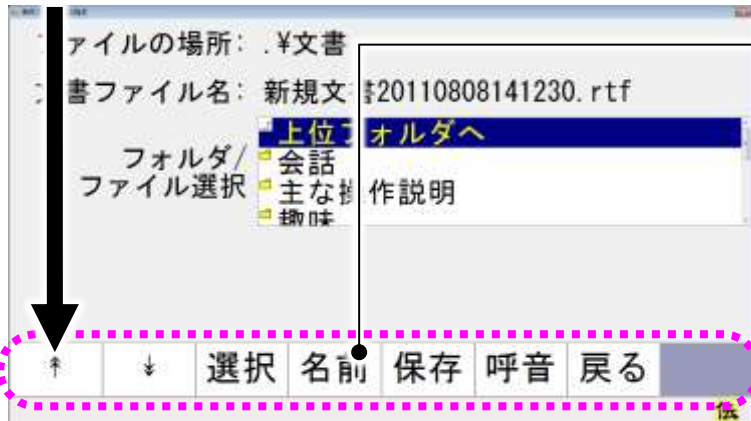 ァイルの場所: .¥文書
書ファイル名: 新規文書20110808141230.rtf
上位フォルダへ
フォルダ/
ファイル選択
会話
主な操作説明
趣味
↟ ↡ 選択 名前 保存 呼音 戻る
伝